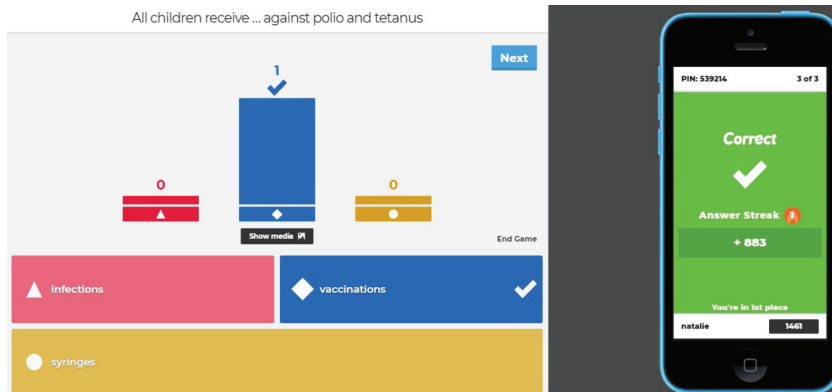 All children receive ... against polio and tetanus
Next
1
0
0
Show media
End Game
infections
vaccinations
syringes
PIN: 539214
3 of 3
Correct
Answer Streak 1
+ 883
You're in 1st place
natalie
1461